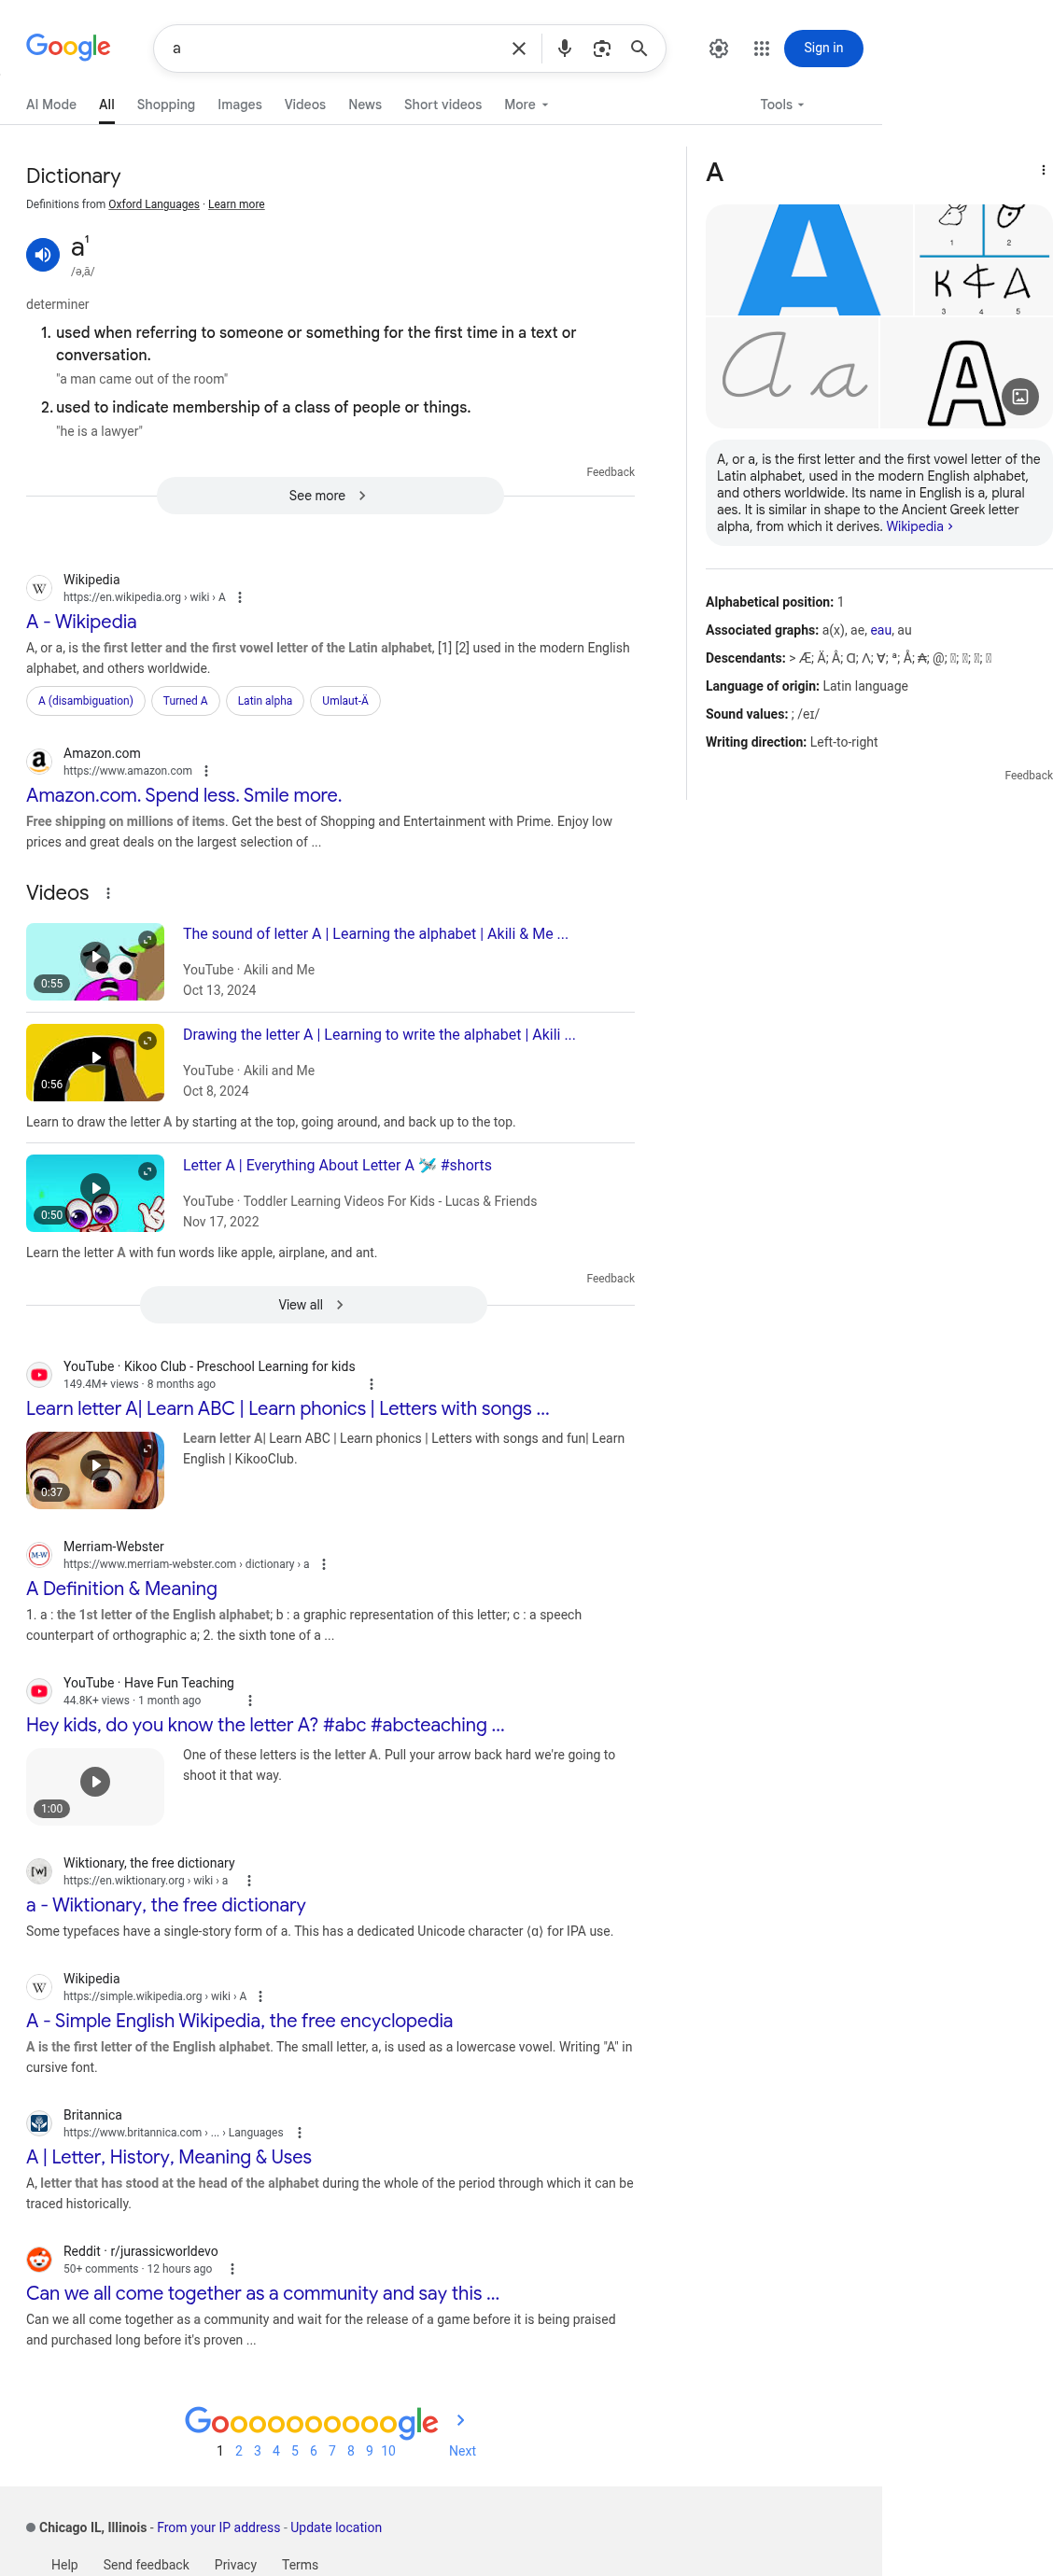 Google
a
Sign in
AI Mode
All
Shopping
Images
Videos
News
Short videos
More
Tools
Dictionary
Definitions from Oxford Languages · Learn more
a¹
/ə,ā/
determiner
1. used when referring to someone or something for the first time in a text or
conversation.
"a man came out of the room"
2. used to indicate membership of a class of people or things.
"he is a lawyer"
Feedback
See more
Wikipedia
https://en.wikipedia.org › wiki › A
A - Wikipedia
A, or a, is the first letter and the first vowel letter of the Latin alphabet, [1] [2] used in the modern English
alphabet, and others worldwide.
A (disambiguation)
Turned A
Latin alpha
Umlaut-Ä
Amazon.com
https://www.amazon.com
Amazon.com. Spend less. Smile more.
Free shipping on millions of items. Get the best of Shopping and Entertainment with Prime. Enjoy low
prices and great deals on the largest selection of ...
Videos
0:55
The sound of letter A | Learning the alphabet | Akili & Me ...
YouTube · Akili and Me
Oct 13, 2024
0:56
Drawing the letter A | Learning to write the alphabet | Akili ...
YouTube · Akili and Me
Oct 8, 2024
Learn to draw the letter A by starting at the top, going around, and back up to the top.
0:50
Letter A | Everything About Letter A 🛩️ #shorts
YouTube · Toddler Learning Videos For Kids - Lucas & Friends
Nov 17, 2022
Learn the letter A with fun words like apple, airplane, and ant.
Feedback
View all
YouTube · Kikoo Club - Preschool Learning for kids
149.4M+ views · 8 months ago
Learn letter A| Learn ABC | Learn phonics | Letters with songs ...
0:37
Learn letter A| Learn ABC | Learn phonics | Letters with songs and fun| Learn
English | KikooClub.
M-W
Merriam-Webster
https://www.merriam-webster.com › dictionary › a
A Definition & Meaning
1. a : the 1st letter of the English alphabet; b : a graphic representation of this letter; c : a speech
counterpart of orthographic a; 2. the sixth tone of a ...
YouTube · Have Fun Teaching
44.8K+ views · 1 month ago
Hey kids, do you know the letter A? #abc #abcteaching ...
1:00
One of these letters is the letter A. Pull your arrow back hard we're going to
shoot it that way.
[w]
Wiktionary, the free dictionary
https://en.wiktionary.org › wiki › a
a - Wiktionary, the free dictionary
Some typefaces have a single-story form of a. This has a dedicated Unicode character ⟨ɑ⟩ for IPA use.
Wikipedia
https://simple.wikipedia.org › wiki › A
A - Simple English Wikipedia, the free encyclopedia
A is the first letter of the English alphabet. The small letter, a, is used as a lowercase vowel. Writing "A" in
cursive font.
Britannica
https://www.britannica.com › ... › Languages
A | Letter, History, Meaning & Uses
A, letter that has stood at the head of the alphabet during the whole of the period through which it can be
traced historically.
Reddit · r/jurassicworldevo
50+ comments · 12 hours ago
Can we all come together as a community and say this ...
Can we all come together as a community and wait for the release of a game before it is being praised
and purchased long before it's proven ...
Goooooooooogle
1 2 3 4 5 6 7 8 9 10
Next
A
A
1 2
3 4 5
A a
A
A, or a, is the first letter and the first vowel letter of the
Latin alphabet, used in the modern English alphabet,
and others worldwide. Its name in English is a, plural
aes. It is similar in shape to the Ancient Greek letter
alpha, from which it derives. Wikipedia ›
Alphabetical position: 1
Associated graphs: a(x), ae, eau, au
Descendants: > Æ; Ä; Â; Ɑ; Λ; Ɐ; ª; Å; ₳; @;
Language of origin: Latin language
Sound values: ; /eɪ/
Writing direction: Left-to-right
Feedback
Chicago IL, Illinois - From your IP address - Update location
Help
Send feedback
Privacy
Terms